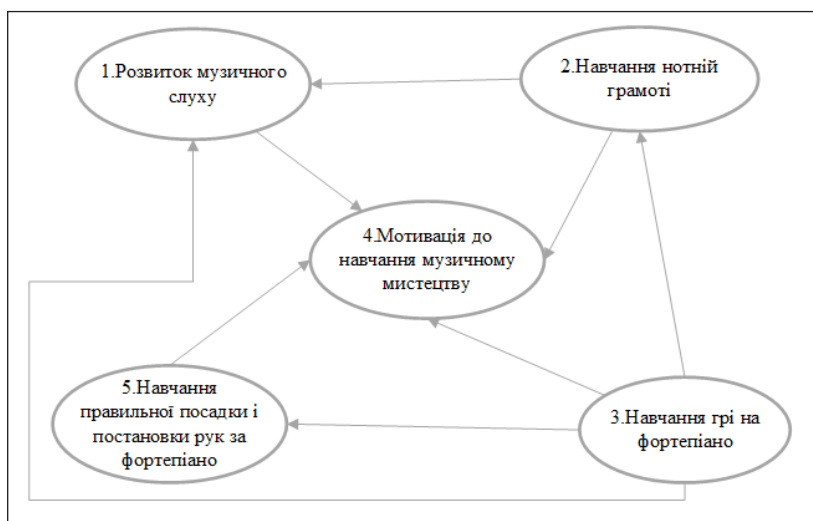 1.Розвиток музичного
слуху
2.Навчання нотній
грамоті
4.Мотивація до
навчання музичному
мистецтву
5.Навчання
правильної посадки і
постановки рук за
фортепіано
3.Навчання грі на
фортепіано